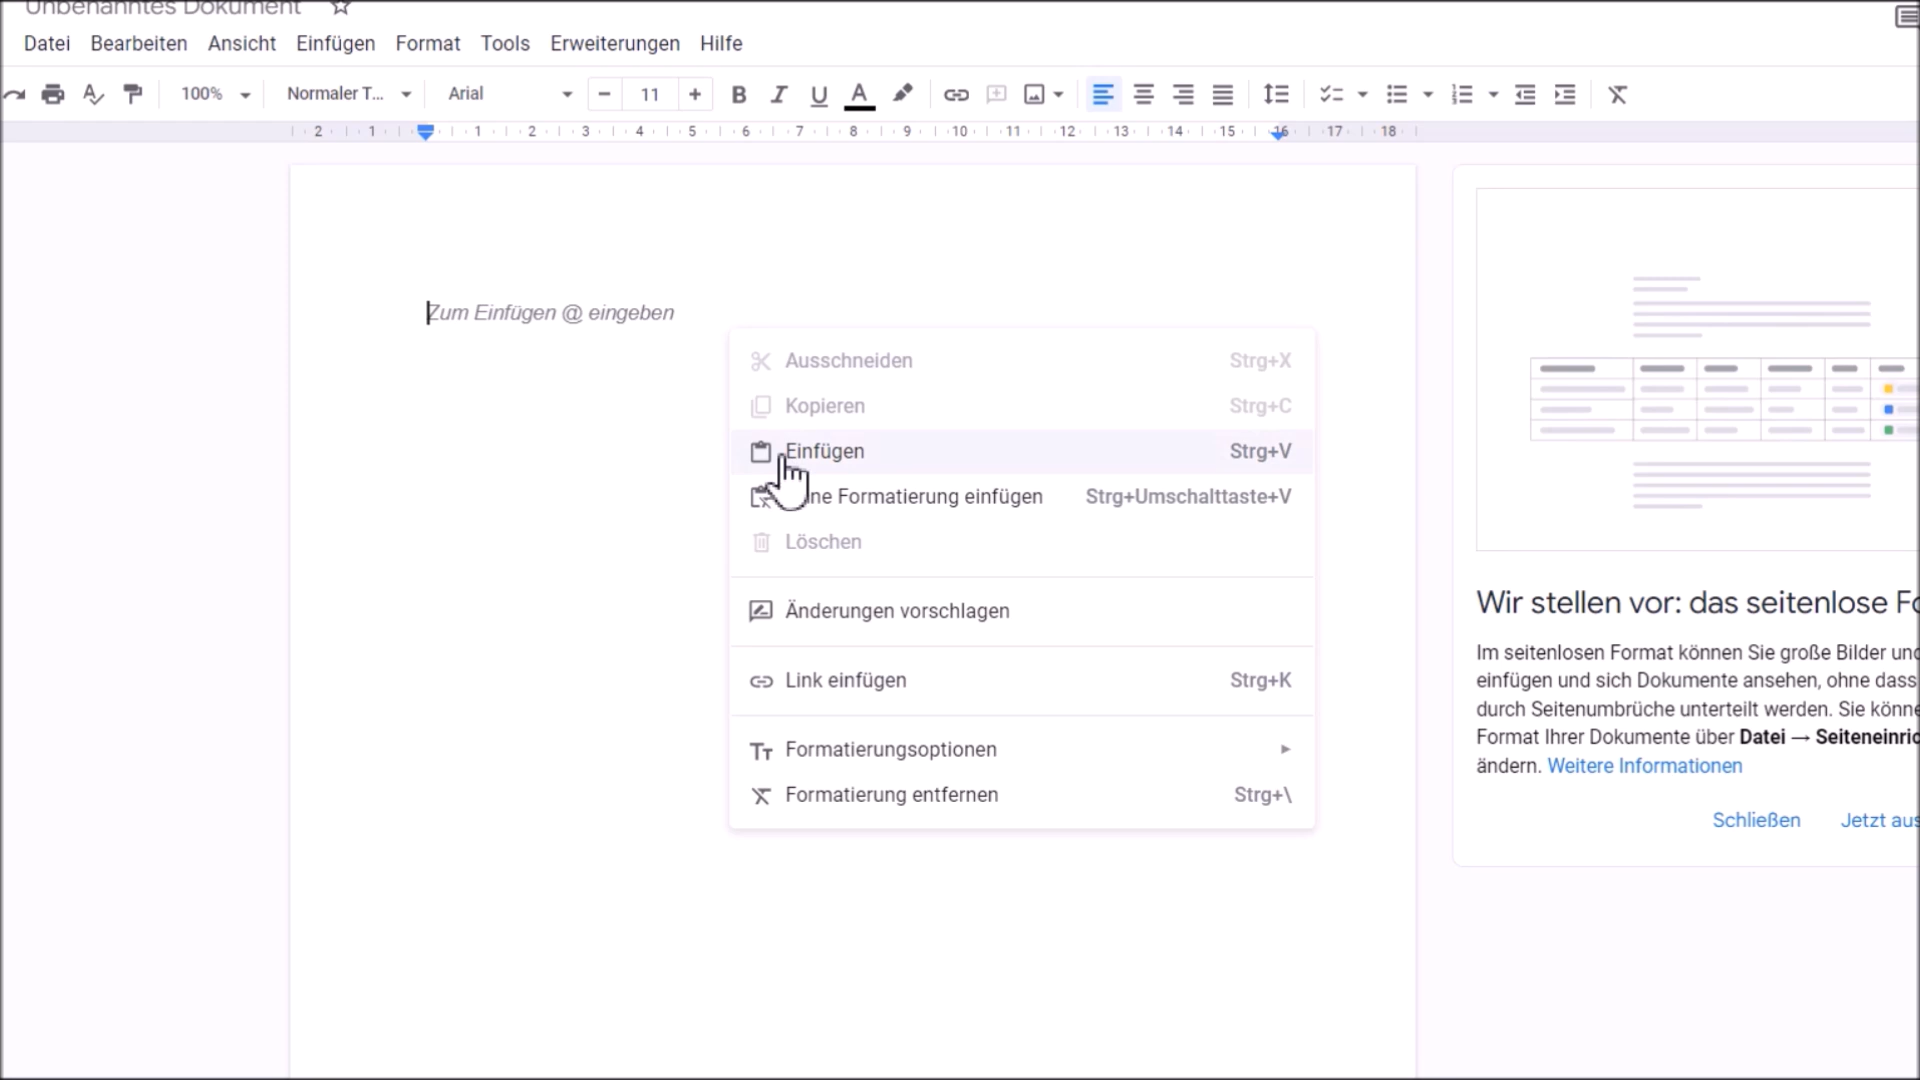 Unbenanntes Dokument
Datei Bearbeiten Ansicht Einfügen Format Tools Erweiterungen Hilfe
100% Normaler T... Arial 11
2 1 1 2 3 4 5 6 7 8 9 10 11 12 13 14 15 16 17 18
Zum Einfügen @ eingeben
Ausschneiden Strg+X
Kopieren Strg+C
Einfügen Strg+V
ne Formatierung einfügen Strg+Umschalttaste+V
Löschen
Änderungen vorschlagen
Link einfügen Strg+K
Formatierungsoptionen
Formatierung entfernen Strg+\
Wir stellen vor: das seitenlose Fo
Im seitenlosen Format können Sie große Bilder und
einfügen und sich Dokumente ansehen, ohne dass
durch Seitenumbrüche unterteilt werden. Sie könne
Format Ihrer Dokumente über Datei → Seiteneinric
ändern. Weitere Informationen
Schließen Jetzt aus